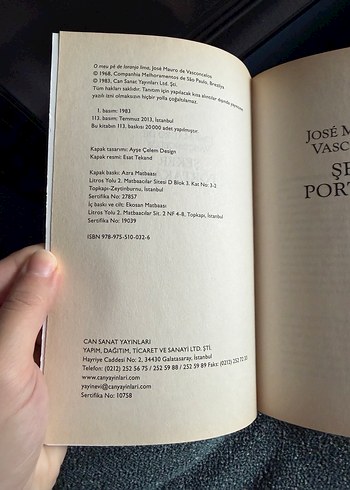 O meu pé de laranja lima, José Mauro de Vasconcelos
© 1968, Companhia Melhoramentos de São Paulo, Brezilya
© 1983, Can Sanat Yayınları Ltd. Şti.
Tüm hakları saklıdır. Tanıtım için yapılacak kısa alıntılar dışında yayıncının
yazılı izni olmaksızın hiçbir yolla çoğaltılamaz.
1. basım: 1983
113. basım: Temmuz 2013, İstanbul
Bu kitabın 113. baskısı 20 000 adet yapılmıştır.
Kapak tasarımı: Ayşe Çelem Design
Kapak resmi: Esat Tekand
Kapak baskı: Azra Matbaası
Litros Yolu 2. Matbaacılar Sitesi D Blok 3. Kat No: 3-2
Topkapı-Zeytinburnu, İstanbul
Sertifika No: 27857
İç baskı ve cilt: Ekosan Matbaası
Litros Yolu 2. Matbaacılar Sit. 2 NF 4-8, Topkapı, İstanbul
Sertifika No: 19039
ISBN 978-975-510-032-6
CAN SANAT YAYINLARI
YAPIM, DAĞITIM, TİCARET VE SANAYİ LTD. ŞTİ.
Hayriye Caddesi No: 2, 34430 Galatasaray, İstanbul
Telefon: (0212) 252 56 75 / 252 59 88 / 252 59 89 Faks: (0212) 252 72 33
www.canyayinlari.com
yayinevi@canyayinlari.com
Sertifika No: 10758
JOSÉ M
VASC
ŞE
PORT